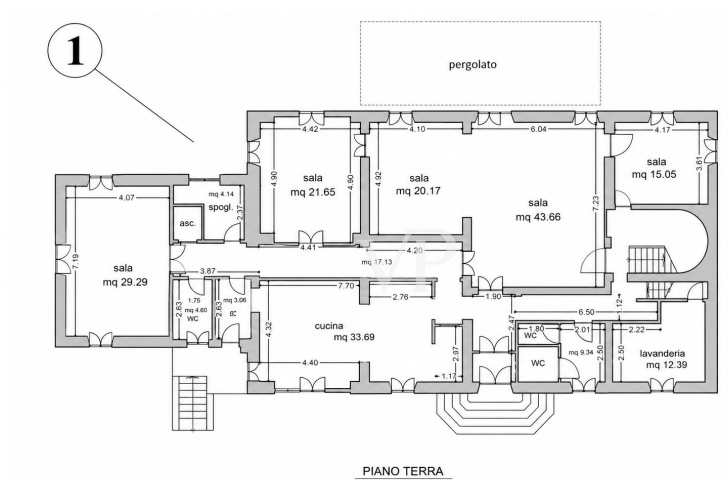 1
pergolato
4.42
4.10
6.04
4.17
sala
mq 21.65
4.90
4.90
4.92
sala
mq 20.17
sala
mq 43.66
7.23
sala
mq 15.05
3.61
4.07
mq 4.14
spogl.
2.37
asc.
7.19
sala
mq 29.29
4.41
4.20
mq 17.13
3.87
7.70
2.76
1.90
6.50
1.12
2.63
1.75
mq 4.60
WC
2.63
mq 3.06
4.32
cucina
mq 33.69
2.47
1.80
2.01
2.22
WC
WC
mq 9.34
2.50
2.50
lavanderia
mq 12.39
4.40
2.97
1.17
PIANO TERRA